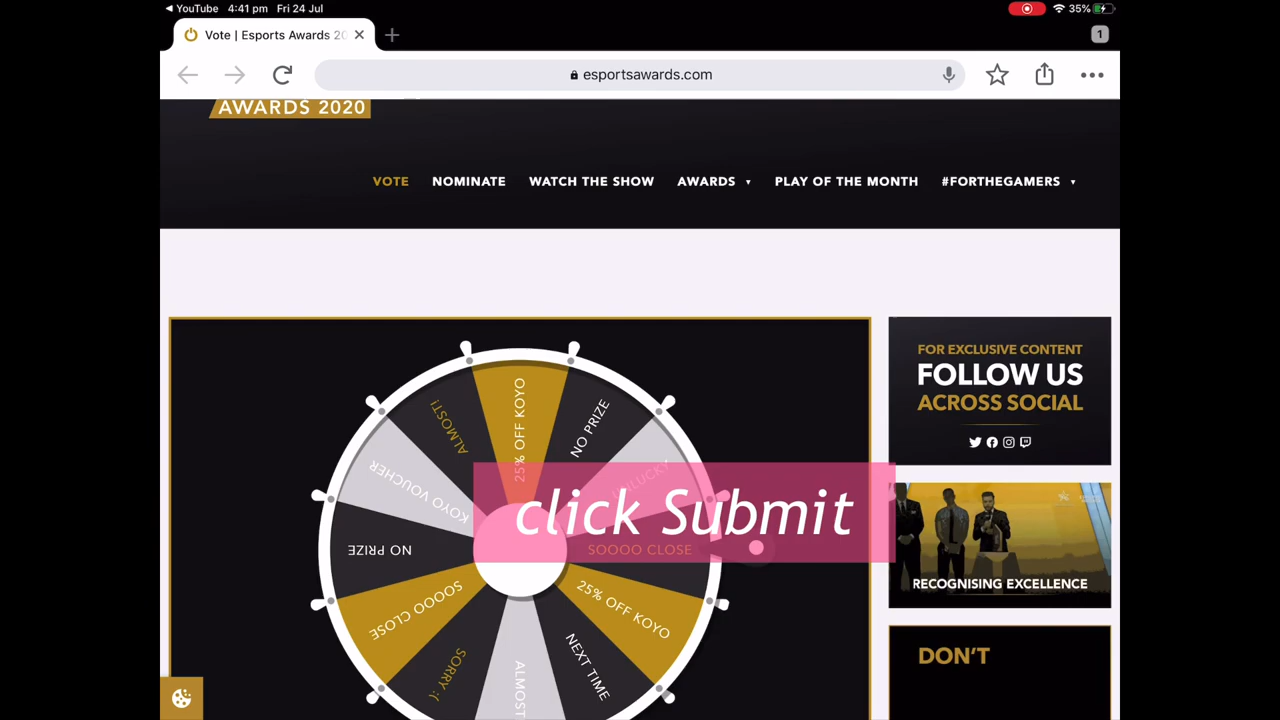 YouTube 4:41 pm Fri 24 Jul
35%
Vote | Esports Awards 20
1
esportsawards.com
AWARDS 2020
VOTE NOMINATE WATCH THE SHOW AWARDS PLAY OF THE MONTH #FORTHEGAMERS
25% OFF KOYO
NO PRIZE
UNLUCKY
SOOOO CLOSE
25% OFF KOYO
NEXT TIME
ALMOST
SORRY :(
SOOOO CLOSE
NO PRIZE
KOYO VOUCHER
ALMOST!
click Submit
FOR EXCLUSIVE CONTENT
FOLLOW US
ACROSS SOCIAL
RECOGNISING EXCELLENCE
DON'T